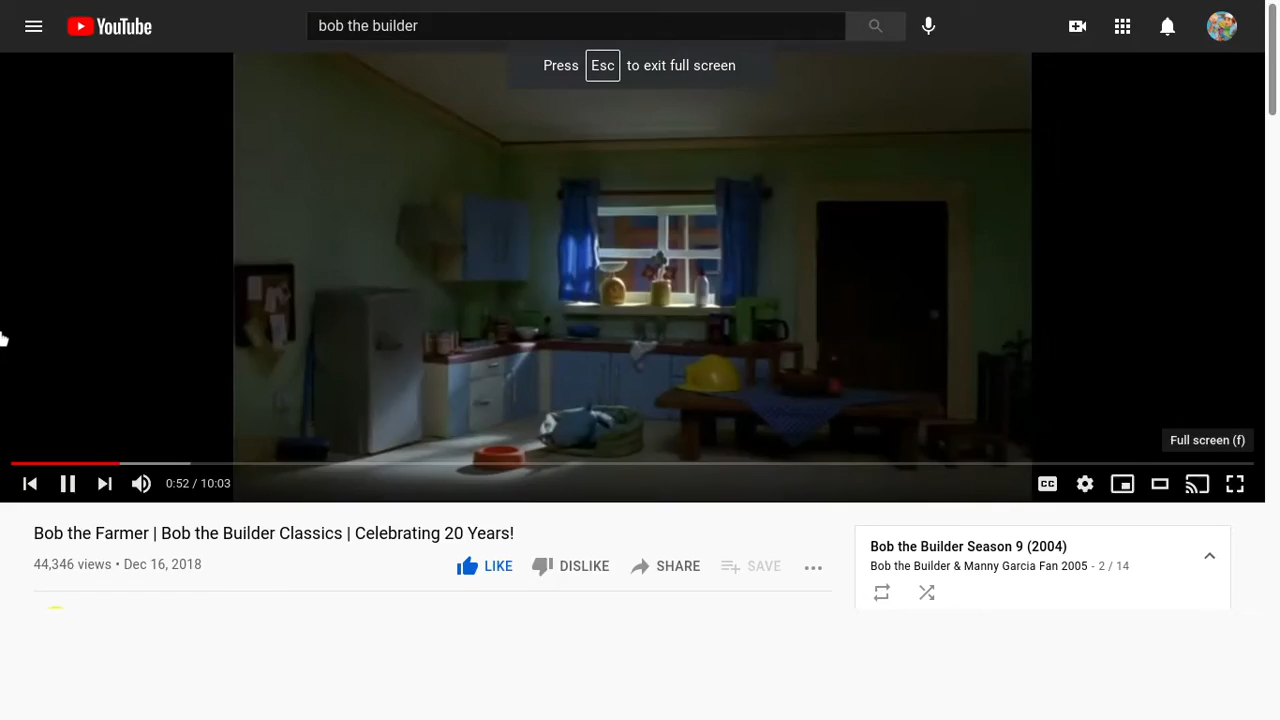 YouTube
bob the builder
Press Esc to exit full screen
Full screen (f)
0:52 / 10:03
CC
Bob the Farmer | Bob the Builder Classics | Celebrating 20 Years!
44,346 views • Dec 16, 2018
LIKE DISLIKE SHARE SAVE
Bob the Builder Season 9 (2004)
Bob the Builder & Manny Garcia Fan 2005 - 2 / 14